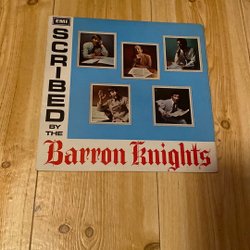 EMI
SCRIBED
BY THE
Barron Knights